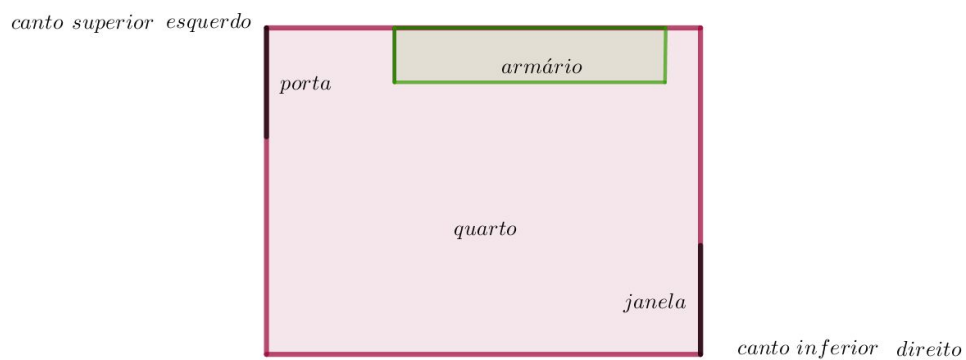 canto superior esquerdo
armário
porta
quarto
janela
canto inferior direito